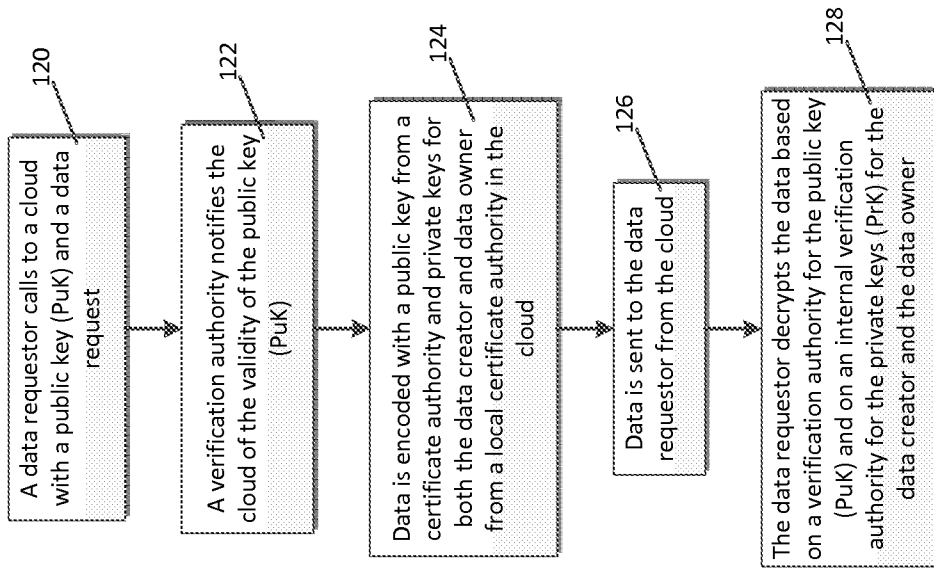 A data requestor calls to a cloud
with a public key (PuK) and a data
request
120
A verification authority notifies the
cloud of the validity of the public key
(PuK)
122
Data is encoded with a public key from a
certificate authority and private keys for
both the data creator and data owner
from a local certificate authority in the
cloud
124
Data is sent to the data
requestor from the cloud
126
The data requestor decrypts the data based
on a verification authority for the public key
(PuK) and on an internal verification
authority for the private keys (PrK) for the
data creator and the data owner
128